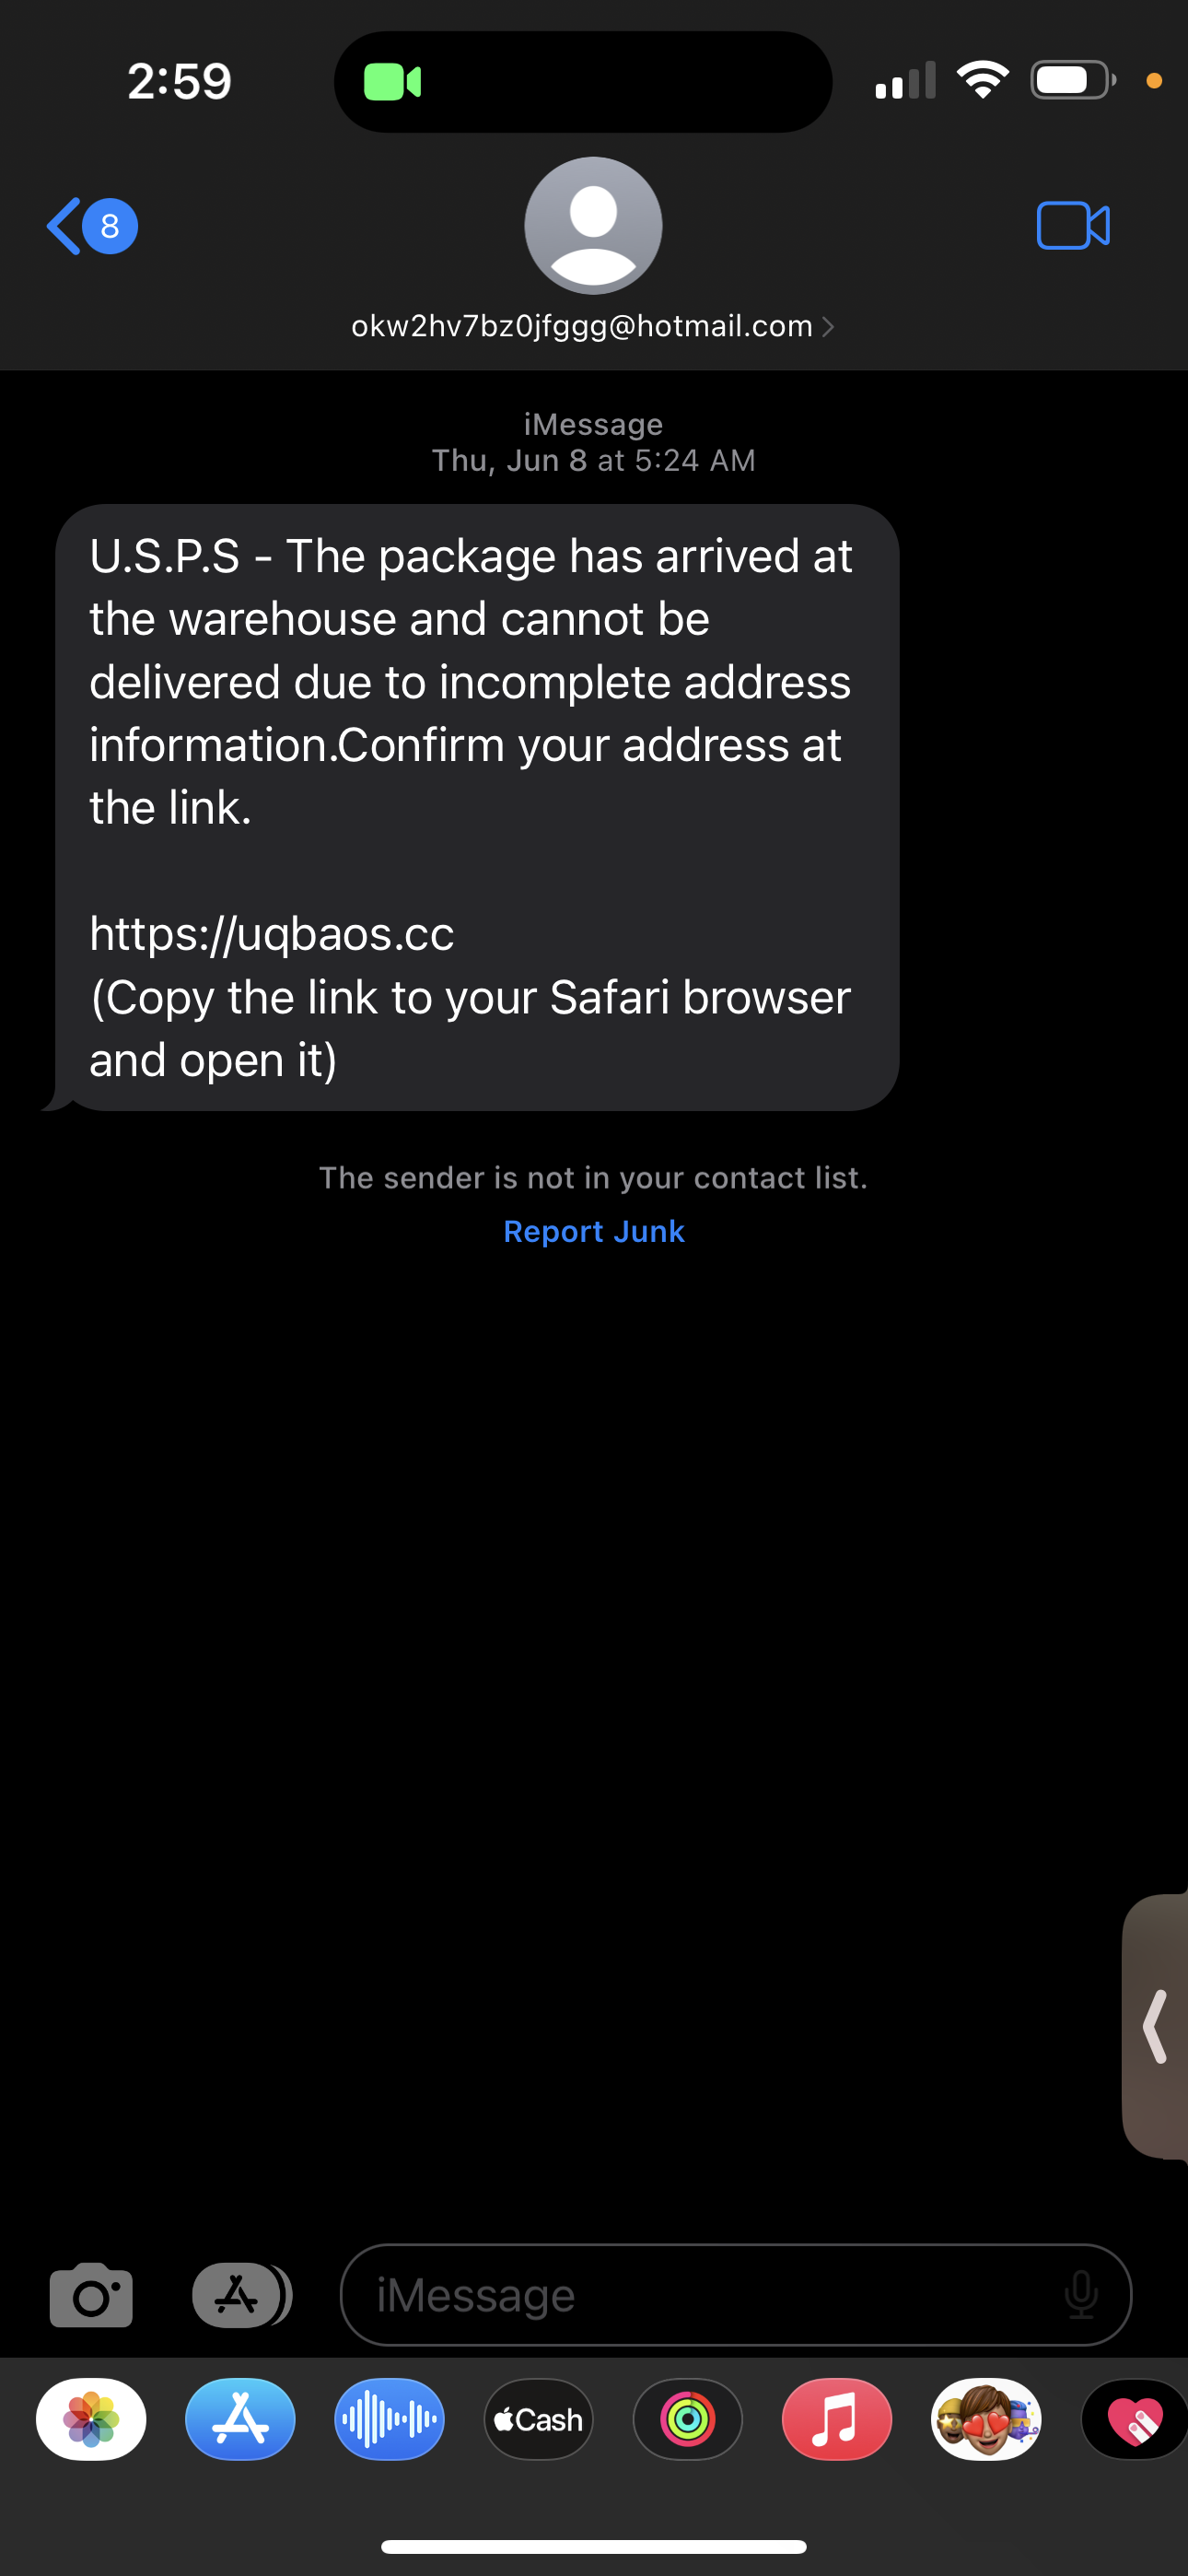 2:59
8
okw2hv7bz0jfggg@hotmail.com
iMessage
Thu, Jun 8 at 5:24 AM
U.S.P.S - The package has arrived at
the warehouse and cannot be
delivered due to incomplete address
information.Confirm your address at
the link.
https://uqbaos.cc
(Copy the link to your Safari browser
and open it)
The sender is not in your contact list.
Report Junk
iMessage
Cash